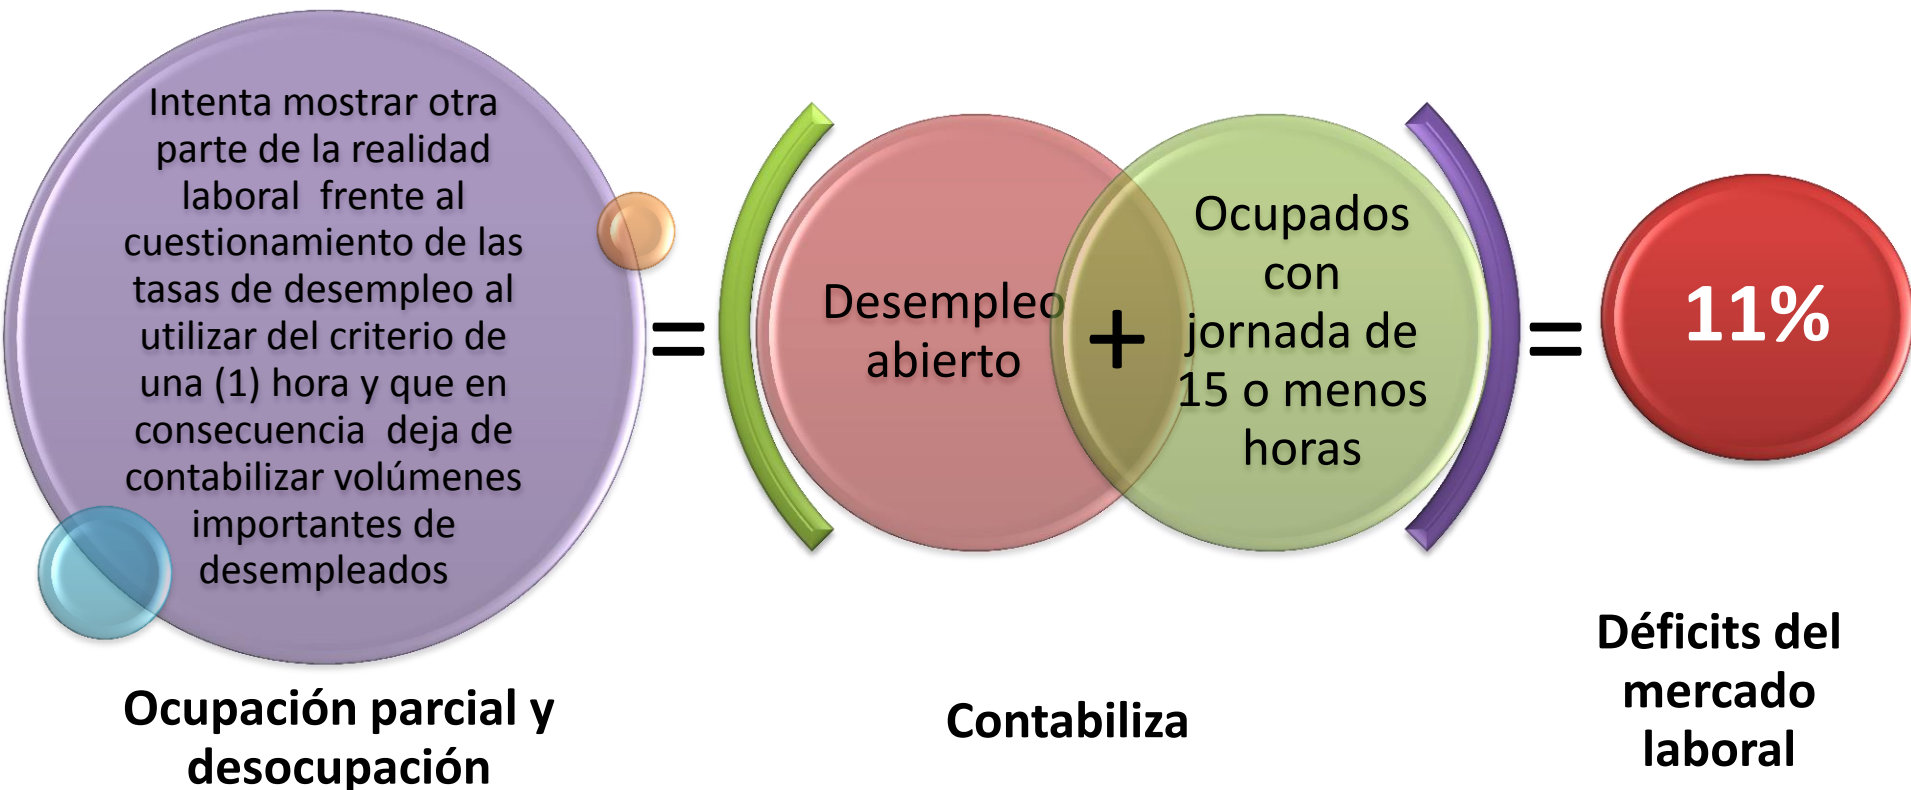 Intenta mostrar otra
parte de la realidad
laboral frente al
cuestionamiento de las
tasas de desempleo al
utilizar del criterio de
una (1) hora y que en
consecuencia deja de
contabilizar volúmenes
importantes de
desempleados
=
Desempleo
abierto
+
Ocupados
con
jornada de
15 o menos
horas
=
11%
Ocupación parcial y
desocupación
Contabiliza
Déficits del
mercado
laboral